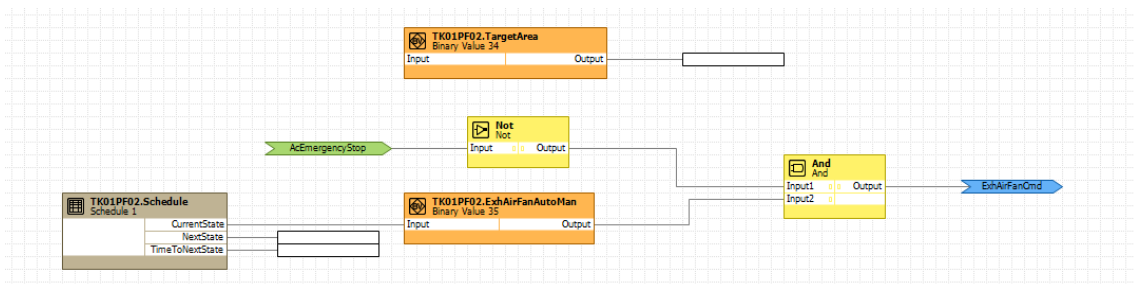 TK01PF02.TargetArea
Binary Value 34
Input Output
Not
Not
AcEmergencyStop
Input Output
And
And
Input1 Output
ExhAirFanCmd
Input2
TK01PF02.Schedule
Schedule 1
CurrentState
NextState
TimeToNextState
TK01PF02.ExhAirFanAutoMan
Binary Value 35
Input Output